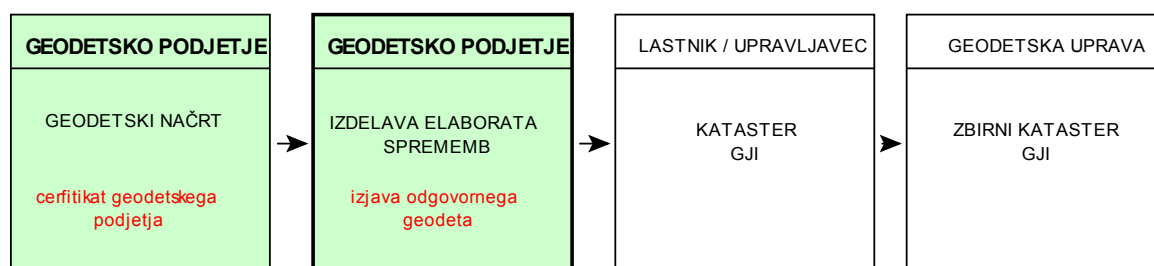 GEODETSKO PODJETJE
GEODETSKI NAČRT
cerfitikat geodetskega
podjetja
GEODETSKO PODJETJE
IZDELAVA ELABORATA
SPREMEMB
izjava odgovornega
geodeta
LASTNIK / UPRAVLJAVEC
KATASTER
GJI
GEODETSKA UPRAVA
ZBIRNI KATASTER
GJI